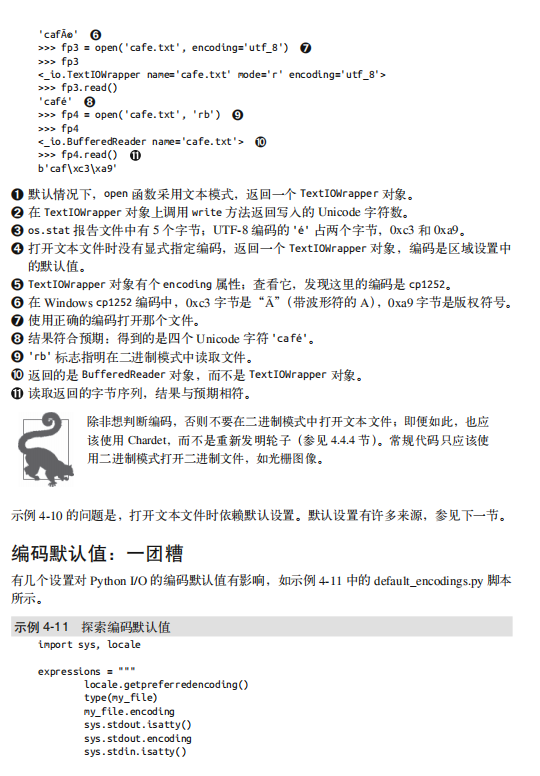 'cafÃ©' ❻
>>> fp3 = open('cafe.txt', encoding='utf_8') ❼
>>> fp3
<_io.TextIOWrapper name='cafe.txt' mode='r' encoding='utf_8'>
>>> fp3.read()
'café' ❽
>>> fp4 = open('cafe.txt', 'rb') ❾
>>> fp4
<_io.BufferedReader name='cafe.txt'> ❿
>>> fp4.read() ⓫
b'caf\xc3\xa9'
❶ 默认情况下，open 函数采用文本模式，返回一个 TextIOWrapper 对象。
❷ 在 TextIOWrapper 对象上调用 write 方法返回写入的 Unicode 字符数。
❸ os.stat 报告文件中有 5 个字节；UTF-8 编码的 'é' 占两个字节，0xc3 和 0xa9。
❹ 打开文本文件时没有显式指定编码，返回一个 TextIOWrapper 对象，编码是区域设置中
的默认值。
❺ TextIOWrapper 对象有个 encoding 属性；查看它，发现这里的编码是 cp1252。
❻ 在 Windows cp1252 编码中，0xc3 字节是“Ã”（带波形符的 A），0xa9 字节是版权符号。
❼ 使用正确的编码打开那个文件。
❽ 结果符合预期；得到的是四个 Unicode 字符 'café'。
❾ 'rb' 标志指明在二进制模式中读取文件。
❿ 返回的是 BufferedReader 对象，而不是 TextIOWrapper 对象。
⓫ 读取返回的字节序列，结果与预期相符。
除非想判断编码，否则不要在二进制模式中打开文本文件；即便如此，也应
该使用 Chardet，而不是重新发明轮子（参见 4.4.4 节）。常规代码只应该使
用二进制模式打开二进制文件，如光栅图像。
示例 4-10 的问题是，打开文本文件时依赖默认设置。默认设置有许多来源，参见下一节。
编码默认值：一团糟
有几个设置对 Python I/O 的编码默认值有影响，如示例 4-11 中的 default_encodings.py 脚本
所示。
示例 4-11 探索编码默认值
import sys, locale
expressions = """
locale.getpreferredencoding()
type(my_file)
my_file.encoding
sys.stdout.isatty()
sys.stdout.encoding
sys.stdin.isatty()